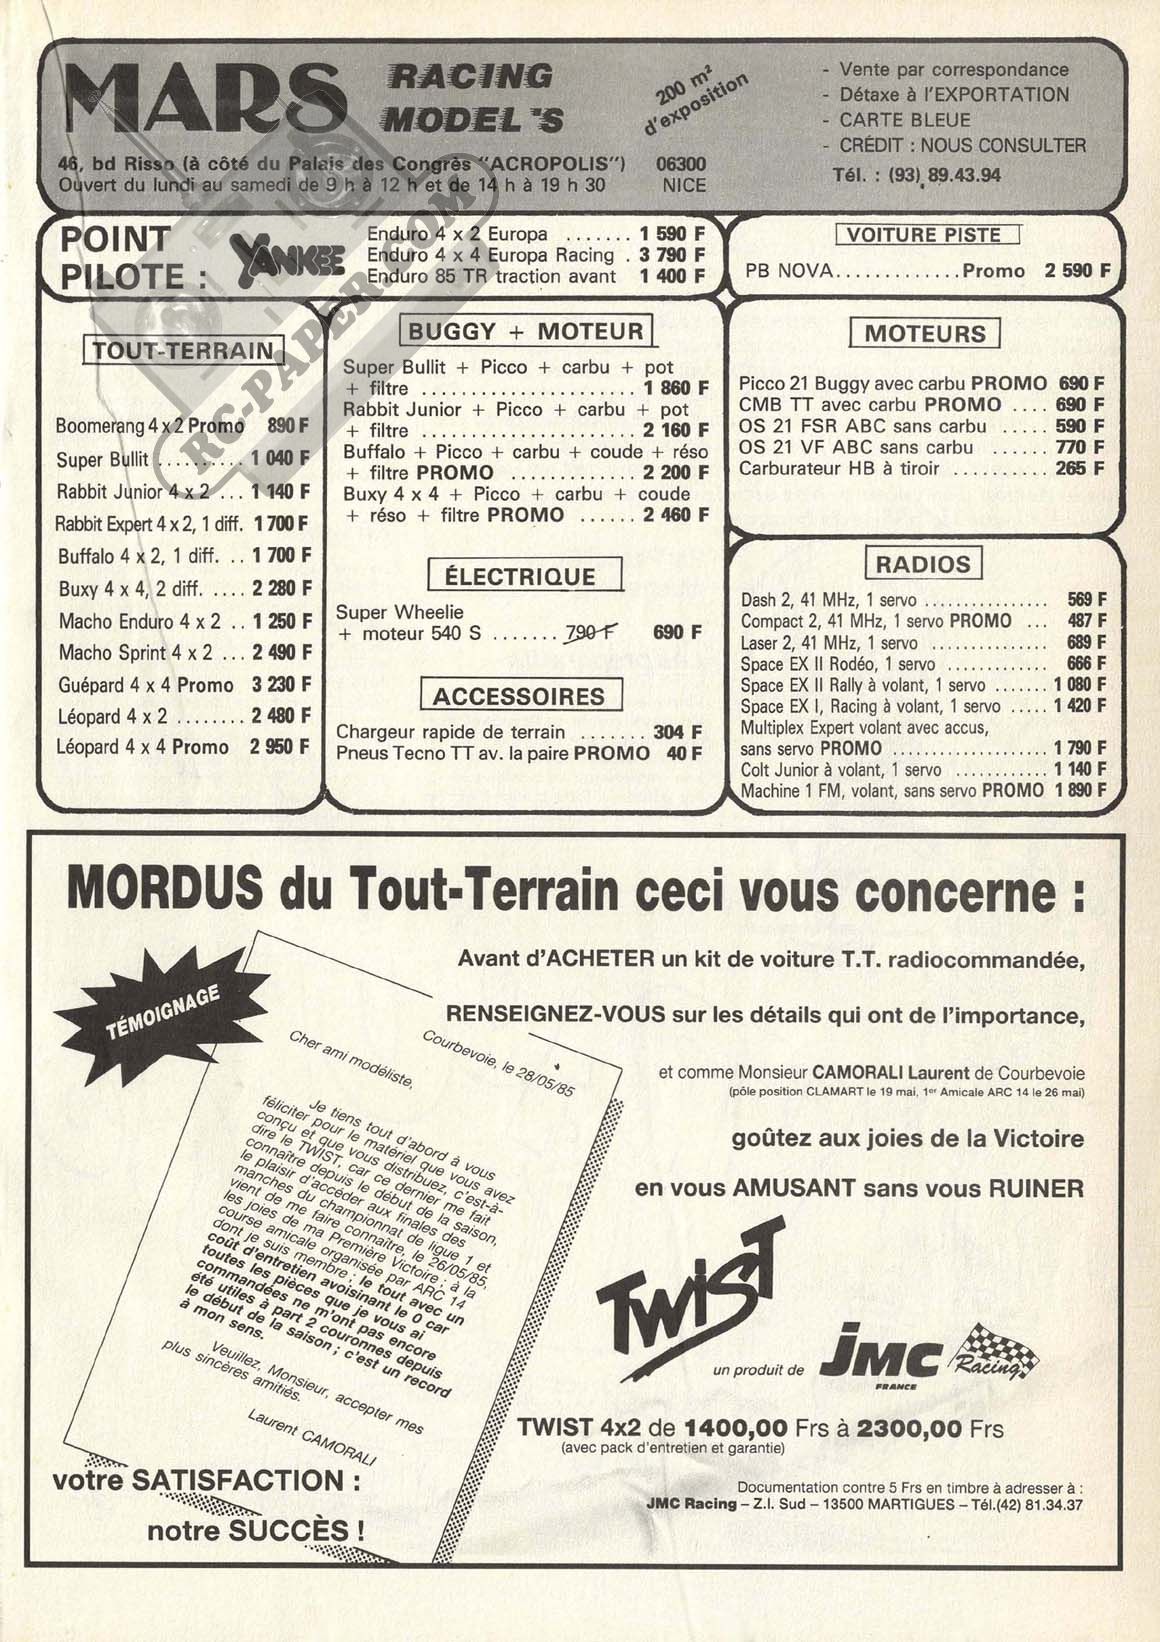 MARS RACING MODEL'S
200 m² d'exposition
- Vente par correspondance
- Détaxe à l'EXPORTATION
- CARTE BLEUE
- CRÉDIT : NOUS CONSULTER
Tél. : (93) 89.43.94
46, bd Risso (à côté du Palais des Congrès "ACROPOLIS") 06300
Ouvert du lundi au samedi de 9 h à 12 h et de 14 h à 19 h 30 NICE
POINT PILOTE : YANKEE
Enduro 4 x 2 Europa ....... 1 590 F
Enduro 4 x 4 Europa Racing . 3 790 F
Enduro 85 TR traction avant 1 400 F
VOITURE PISTE
PB NOVA.............Promo 2 590 F
RC-PAPER.COM
TOUT-TERRAIN
Boomerang 4 x 2 Promo 890 F
Super Bullit .......... 1 040 F
Rabbit Junior 4 x 2 ... 1 140 F
Rabbit Expert 4 x 2, 1 diff. 1 700 F
Buffalo 4 x 2, 1 diff. .. 1 700 F
Buxy 4 x 4, 2 diff. .... 2 280 F
Macho Enduro 4 x 2 .. 1 250 F
Macho Sprint 4 x 2 ... 2 490 F
Guépard 4 x 4 Promo 3 230 F
Léopard 4 x 2 ........ 2 480 F
Léopard 4 x 4 Promo 2 950 F
BUGGY + MOTEUR
Super Bullit + Picco + carbu + pot
+ filtre ...................... 1 860 F
Rabbit Junior + Picco + carbu + pot
+ filtre ...................... 2 160 F
Buffalo + Picco + carbu + coude + réso
+ filtre PROMO ............. 2 200 F
Buxy 4 x 4 + Picco + carbu + coude
+ réso + filtre PROMO ...... 2 460 F
ÉLECTRIQUE
Super Wheelie
+ moteur 540 S ....... 790 F 690 F
ACCESSOIRES
Chargeur rapide de terrain ....... 304 F
Pneus Tecno TT av. la paire PROMO 40 F
MOTEURS
Picco 21 Buggy avec carbu PROMO 690 F
CMB TT avec carbu PROMO .... 690 F
OS 21 FSR ABC sans carbu ..... 590 F
OS 21 VF ABC sans carbu ...... 770 F
Carburateur HB à tiroir .......... 265 F
RADIOS
Dash 2, 41 MHz, 1 servo ................ 569 F
Compact 2, 41 MHz, 1 servo PROMO ... 487 F
Laser 2, 41 MHz, 1 servo ................ 689 F
Space EX II Rodéo, 1 servo ............. 666 F
Space EX II Rally à volant, 1 servo ....... 1 080 F
Space EX I, Racing à volant, 1 servo ..... 1 420 F
Multiplex Expert volant avec accus,
sans servo PROMO .................... 1 790 F
Colt Junior à volant, 1 servo ............ 1 140 F
Machine 1 FM, volant, sans servo PROMO 1 890 F
MORDUS du Tout-Terrain ceci vous concerne :
TÉMOIGNAGE
Courbevoie, le 28/05/85
Cher ami modéliste,
Je tiens tout d'abord à vous
féliciter pour le matériel que vous avez
conçu et que vous distribuez, c'est-à-
dire le TWIST, car ce dernier me fait
connaître depuis le début de la saison,
le plaisir d'accéder aux finales des
manches du championnat de ligue 1 et
vient de me faire connaître, le 26/05/85,
les joies de ma Première Victoire ; à la
course amicale organisée par ARC 14
dont je suis membre ; le tout avec un
coût d'entretien avoisinant le 0 car
toutes les pièces que je vous ai
commandées ne m'ont pas encore
été utiles à part 2 couronnes depuis
le début de la saison ; c'est un record
à mon sens.
Veuillez, Monsieur, accepter mes
plus sincères amitiés.
Laurent CAMORALI
votre SATISFACTION :
notre SUCCÈS !
Avant d'ACHETER un kit de voiture T.T. radiocommandée,
RENSEIGNEZ-VOUS sur les détails qui ont de l'importance,
et comme Monsieur CAMORALI Laurent de Courbevoie
(pôle position CLAMART le 19 mai, 1er Amicale ARC 14 le 26 mai)
goûtez aux joies de la Victoire
en vous AMUSANT sans vous RUINER
TWIST
un produit de JMC FRANCE Racing
TWIST 4x2 de 1400,00 Frs à 2300,00 Frs
(avec pack d'entretien et garantie)
Documentation contre 5 Frs en timbre à adresser à :
JMC Racing – Z.I. Sud – 13500 MARTIGUES – Tél.(42) 81.34.37